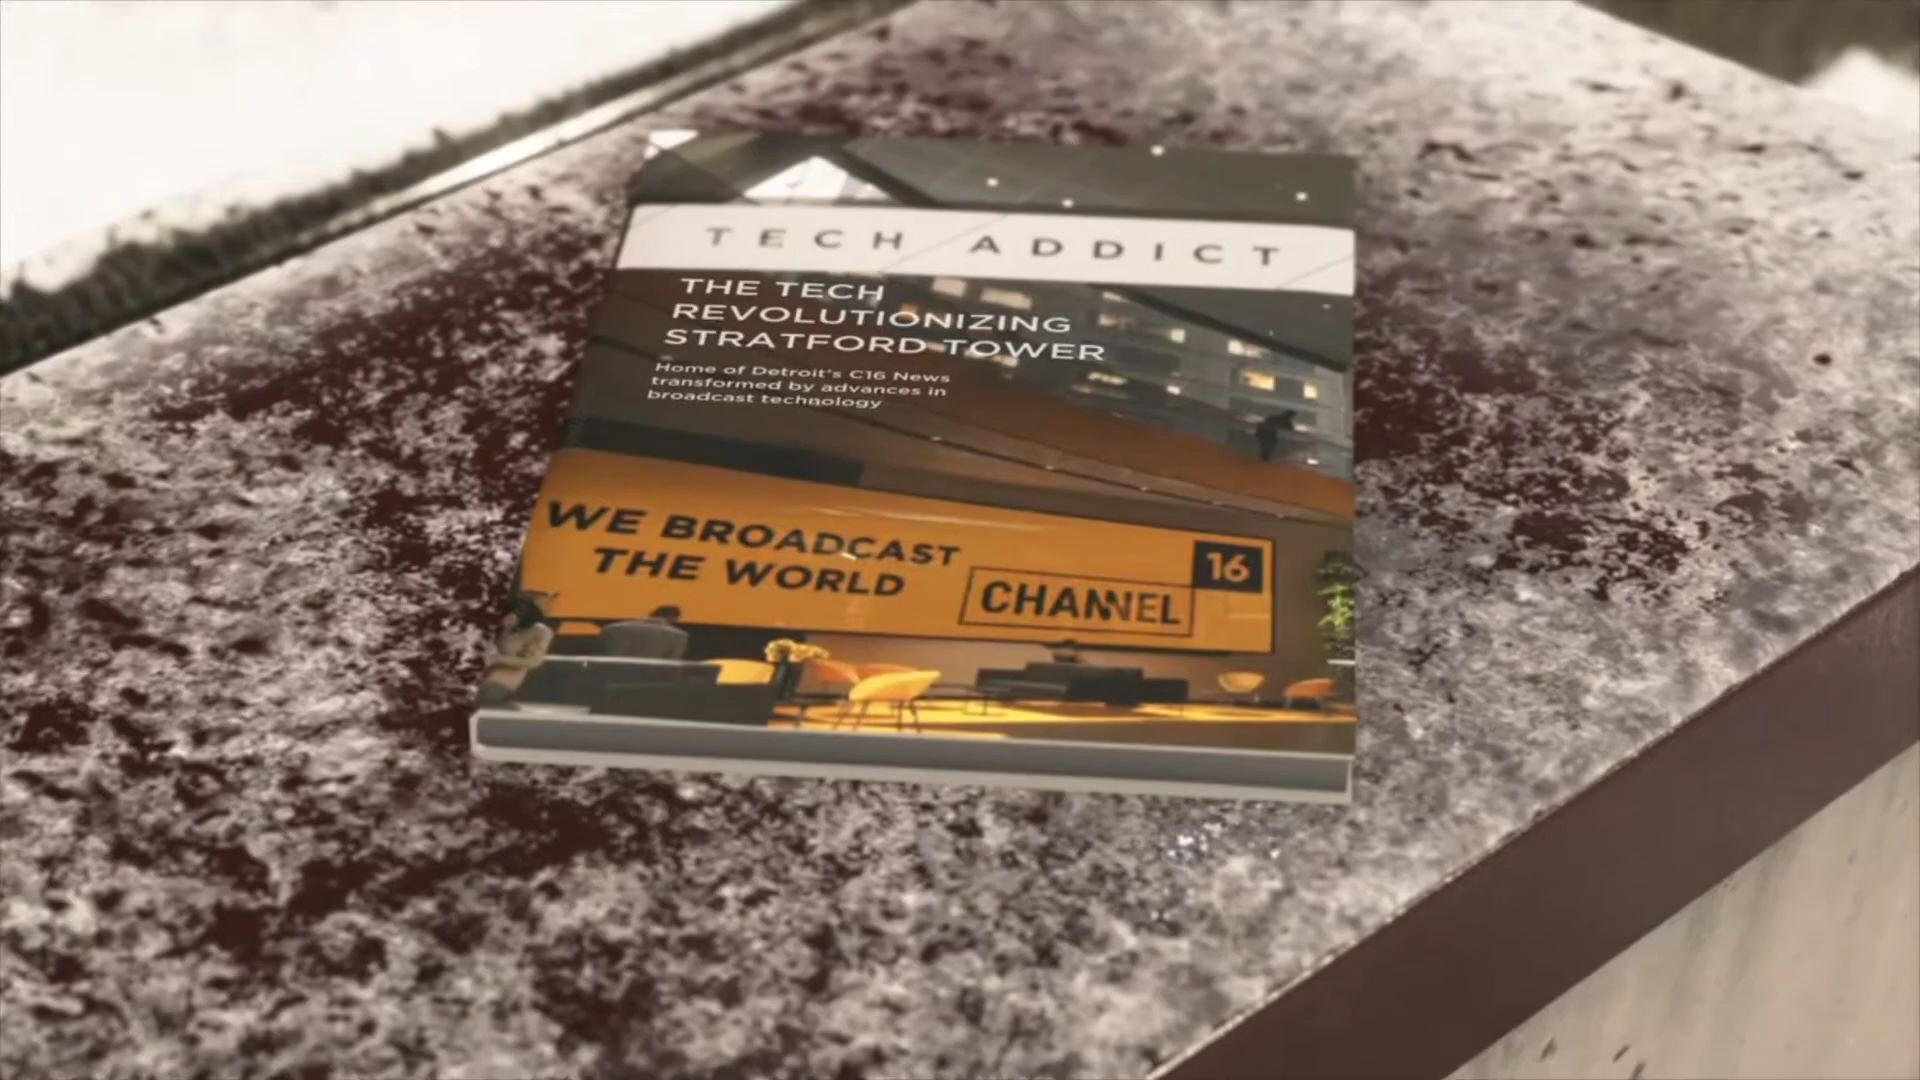 TECH ADDICT
THE TECH
REVOLUTIONIZING
STRATFORD TOWER
Home of Detroit's C16 News
transformed by advances in
broadcast technology
WE BROADCAST
THE WORLD
16
CHANNEL